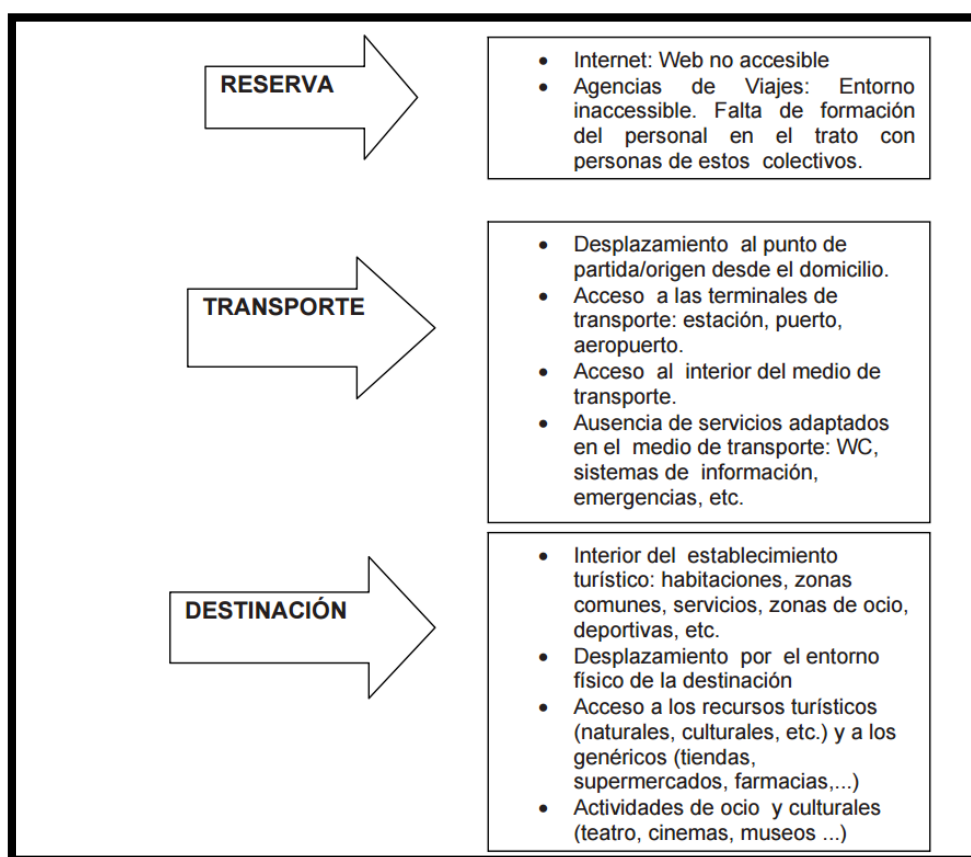 RESERVA
• Internet: Web no accesible
• Agencias de Viajes: Entorno
inaccessible. Falta de formación
del personal en el trato con
personas de estos colectivos.
TRANSPORTE
• Desplazamiento al punto de
partida/origen desde el domicilio.
• Acceso a las terminales de
transporte: estación, puerto,
aeropuerto.
• Acceso al interior del medio de
transporte.
• Ausencia de servicios adaptados
en el medio de transporte: WC,
sistemas de información,
emergencias, etc.
DESTINACIÓN
• Interior del establecimiento
turístico: habitaciones, zonas
comunes, servicios, zonas de ocio,
deportivas, etc.
• Desplazamiento por el entorno
físico de la destinación
• Acceso a los recursos turísticos
(naturales, culturales, etc.) y a los
genéricos (tiendas,
supermercados, farmacias,...)
• Actividades de ocio y culturales
(teatro, cinemas, museos ...)